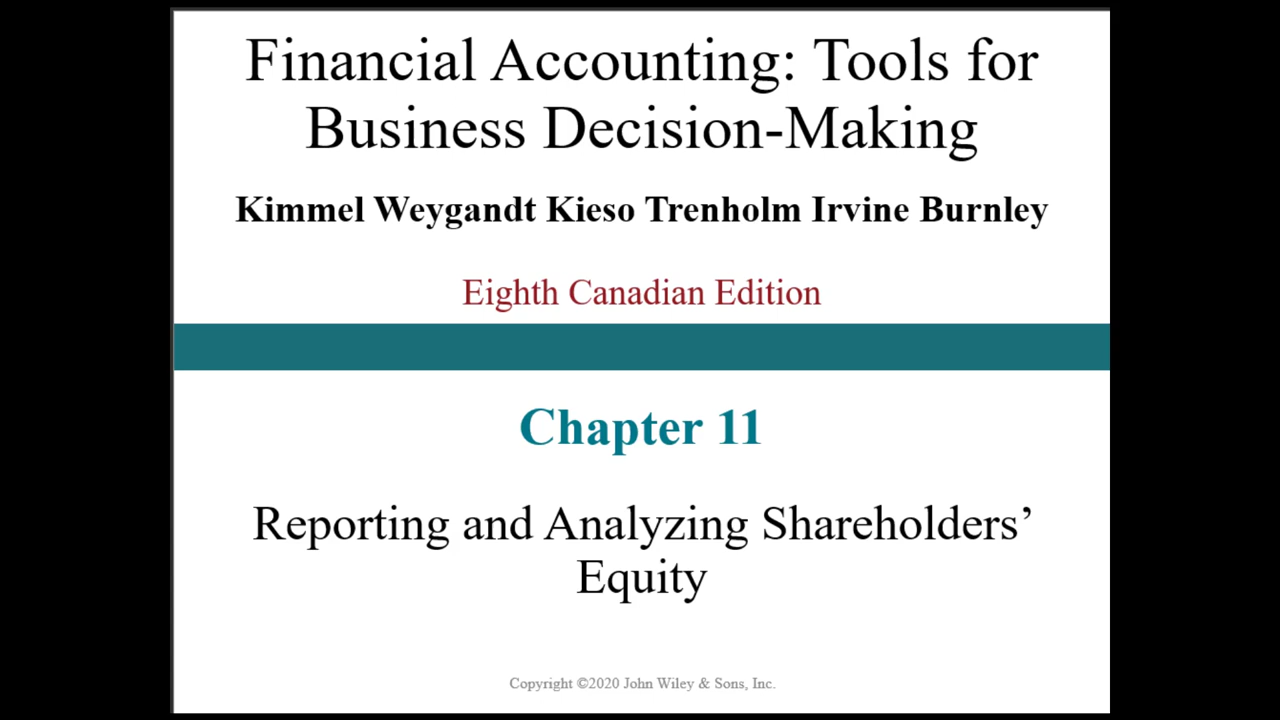 Financial Accounting: Tools for
Business Decision-Making
Kimmel Weygandt Kieso Trenholm Irvine Burnley
Eighth Canadian Edition
Chapter 11
Reporting and Analyzing Shareholders’
Equity
Copyright ©2020 John Wiley & Sons, Inc.